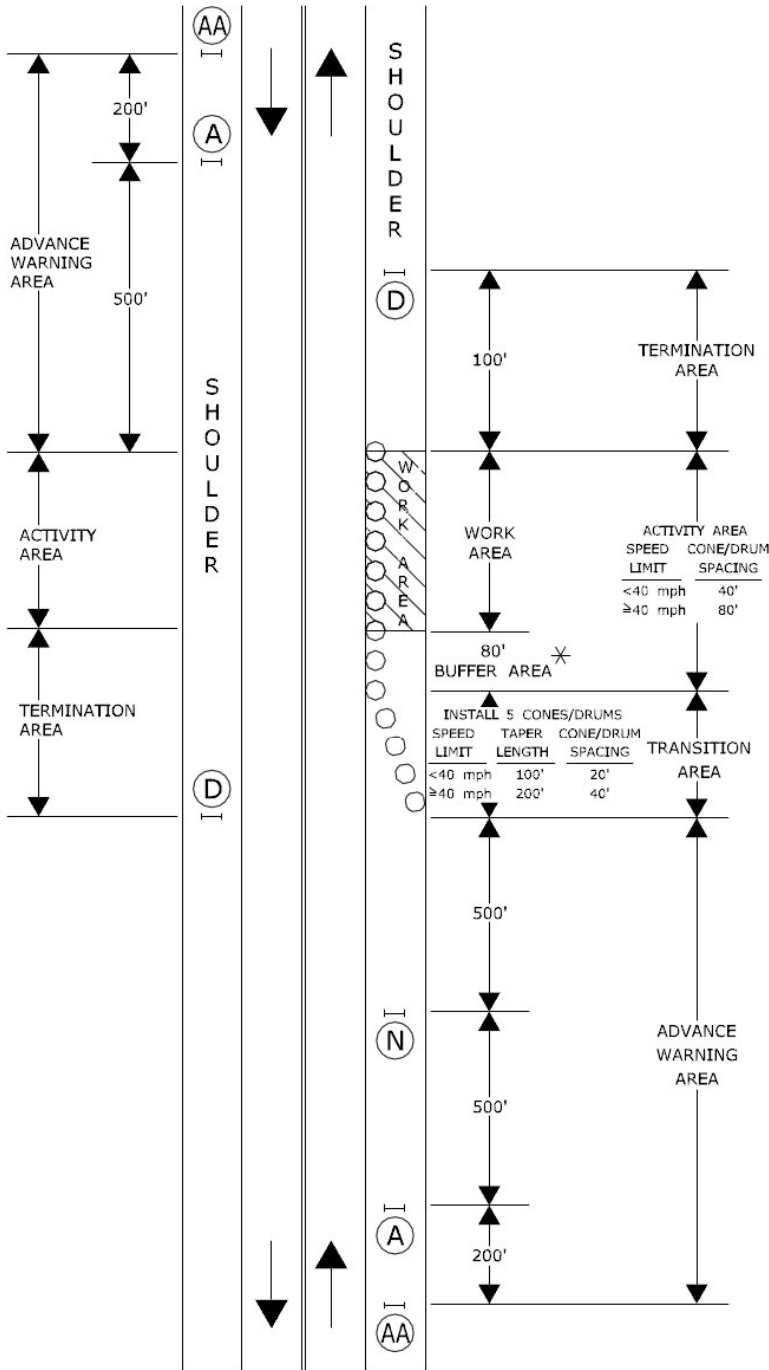 AA
200'
A
ADVANCE
WARNING
AREA
500'
SHOULDER
ACTIVITY
AREA
TERMINATION
AREA
D
SHOULDER
D
100'
TERMINATION
AREA
WORK AREA
WORK
AREA
ACTIVITY AREA
SPEED CONE/DRUM
LIMIT SPACING
<40 mph 40'
≥40 mph 80'
80'
BUFFER AREA *
INSTALL 5 CONES/DRUMS
SPEED TAPER CONE/DRUM
LIMIT LENGTH SPACING
<40 mph 100' 20'
≥40 mph 200' 40'
TRANSITION
AREA
500'
N
500'
ADVANCE
WARNING
AREA
A
200'
AA